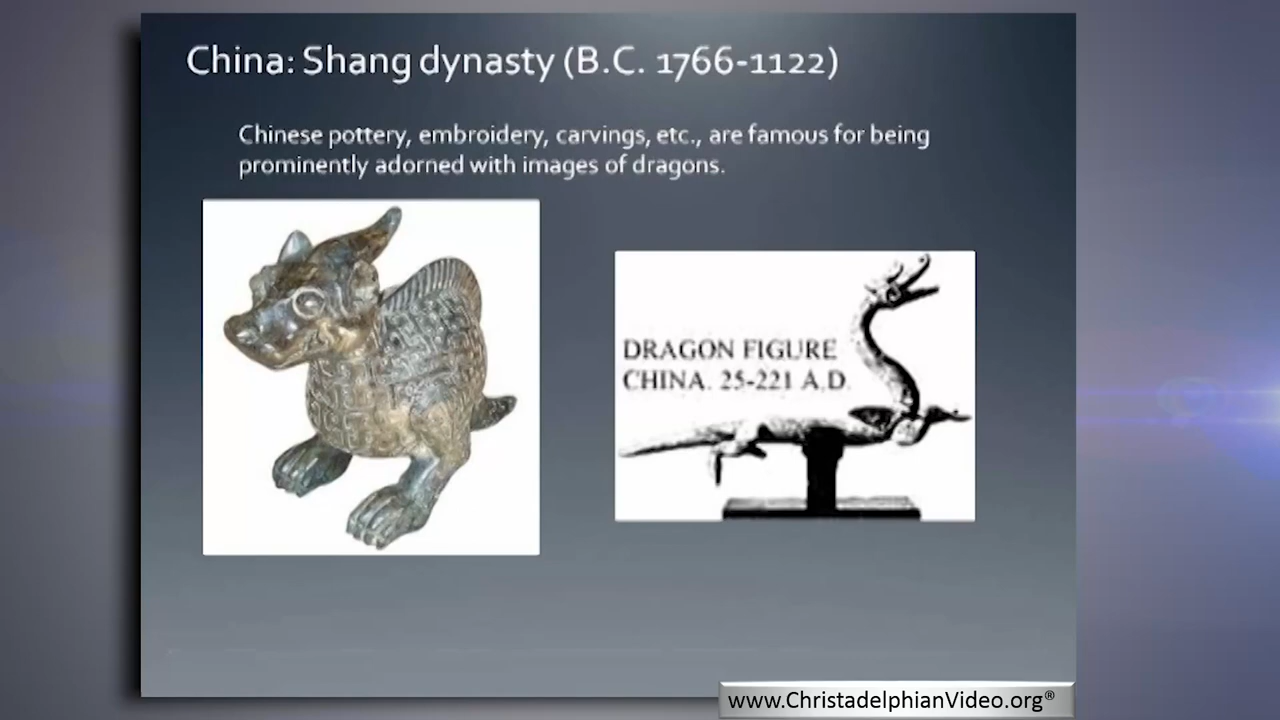 China: Shang dynasty (B.C. 1766-1122)
Chinese pottery, embroidery, carvings, etc., are famous for being
prominently adorned with images of dragons.
DRAGON FIGURE
CHINA. 25-221 A.D.
www.ChristadelphianVideo.org®